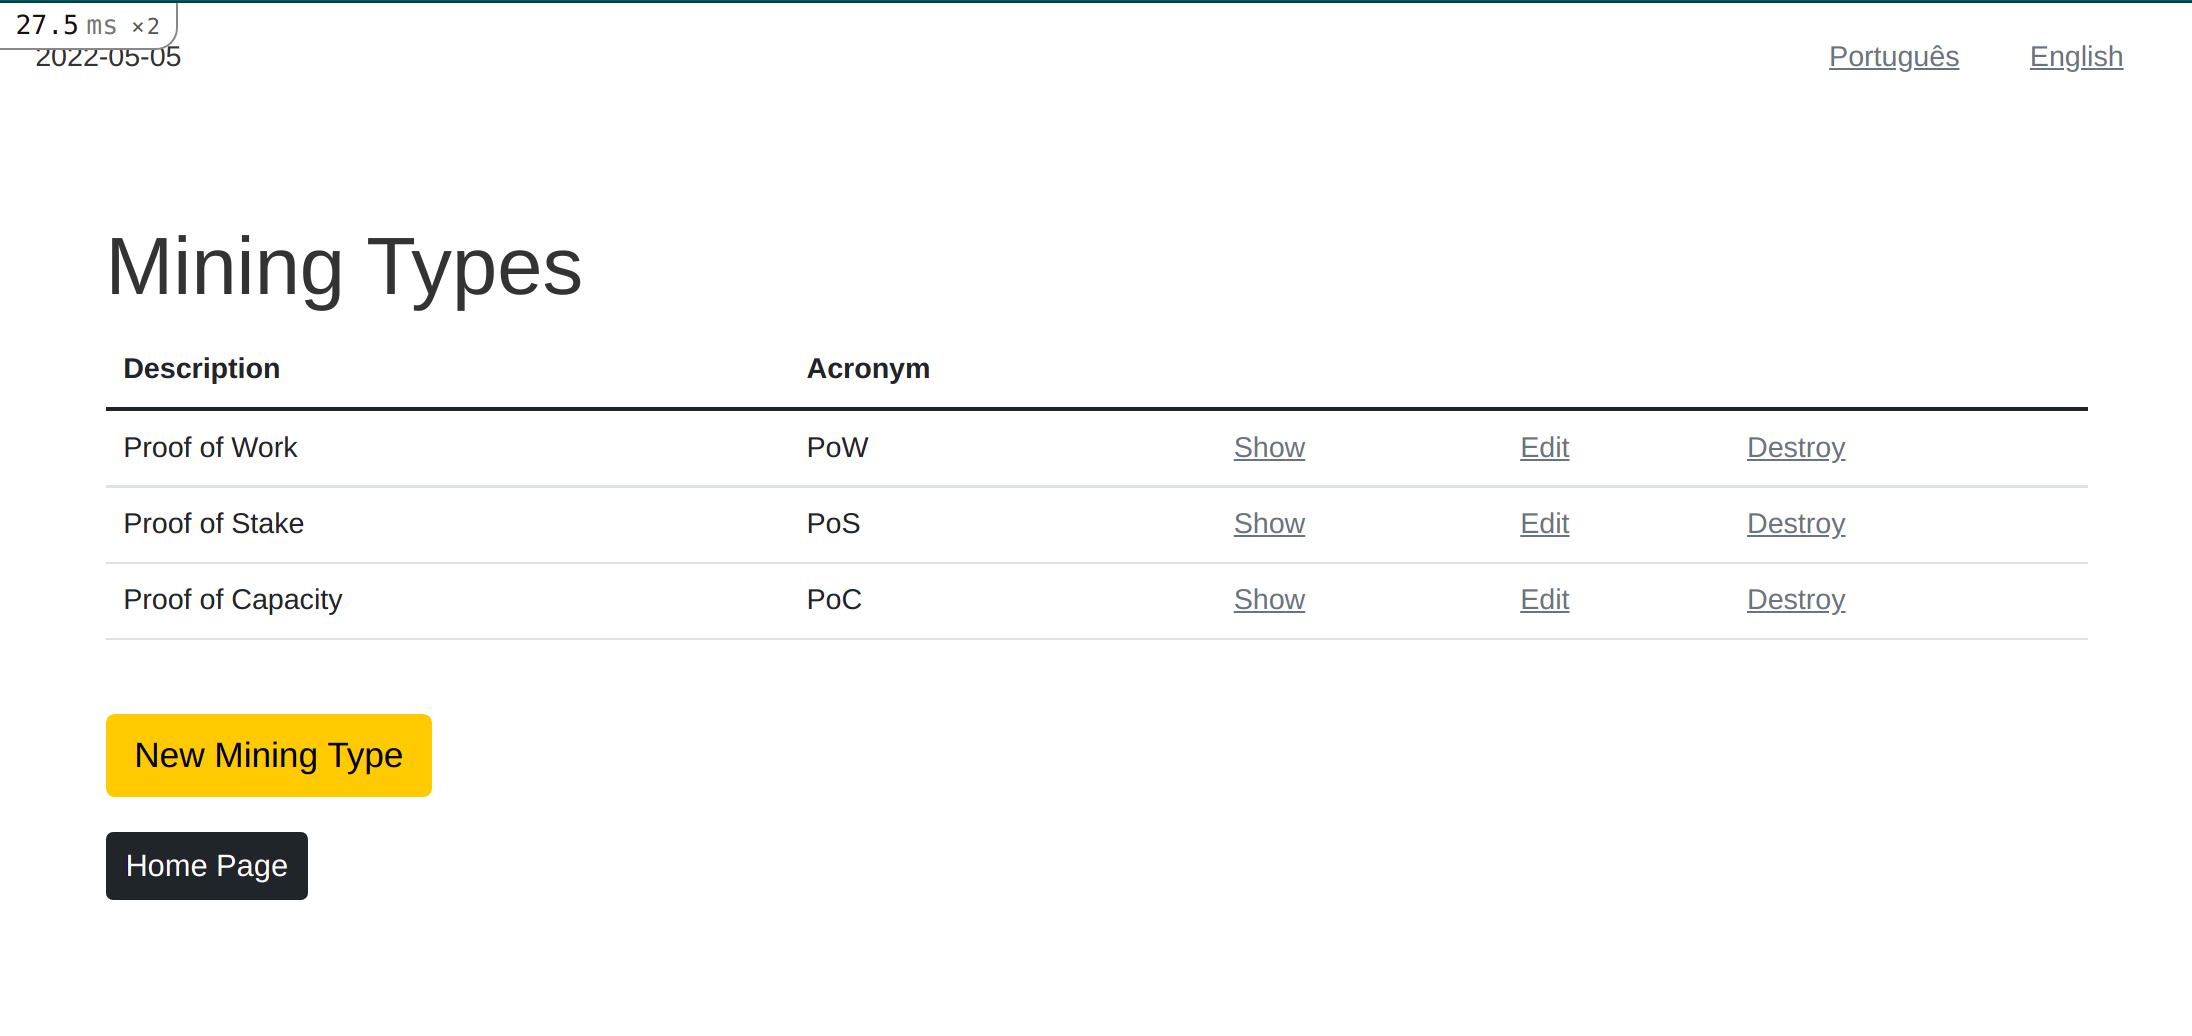 27.5 ms ×2
2022-05-05 Português English
Mining Types
Description Acronym
Proof of Work PoW Show Edit Destroy
Proof of Stake PoS Show Edit Destroy
Proof of Capacity PoC Show Edit Destroy
New Mining Type
Home Page